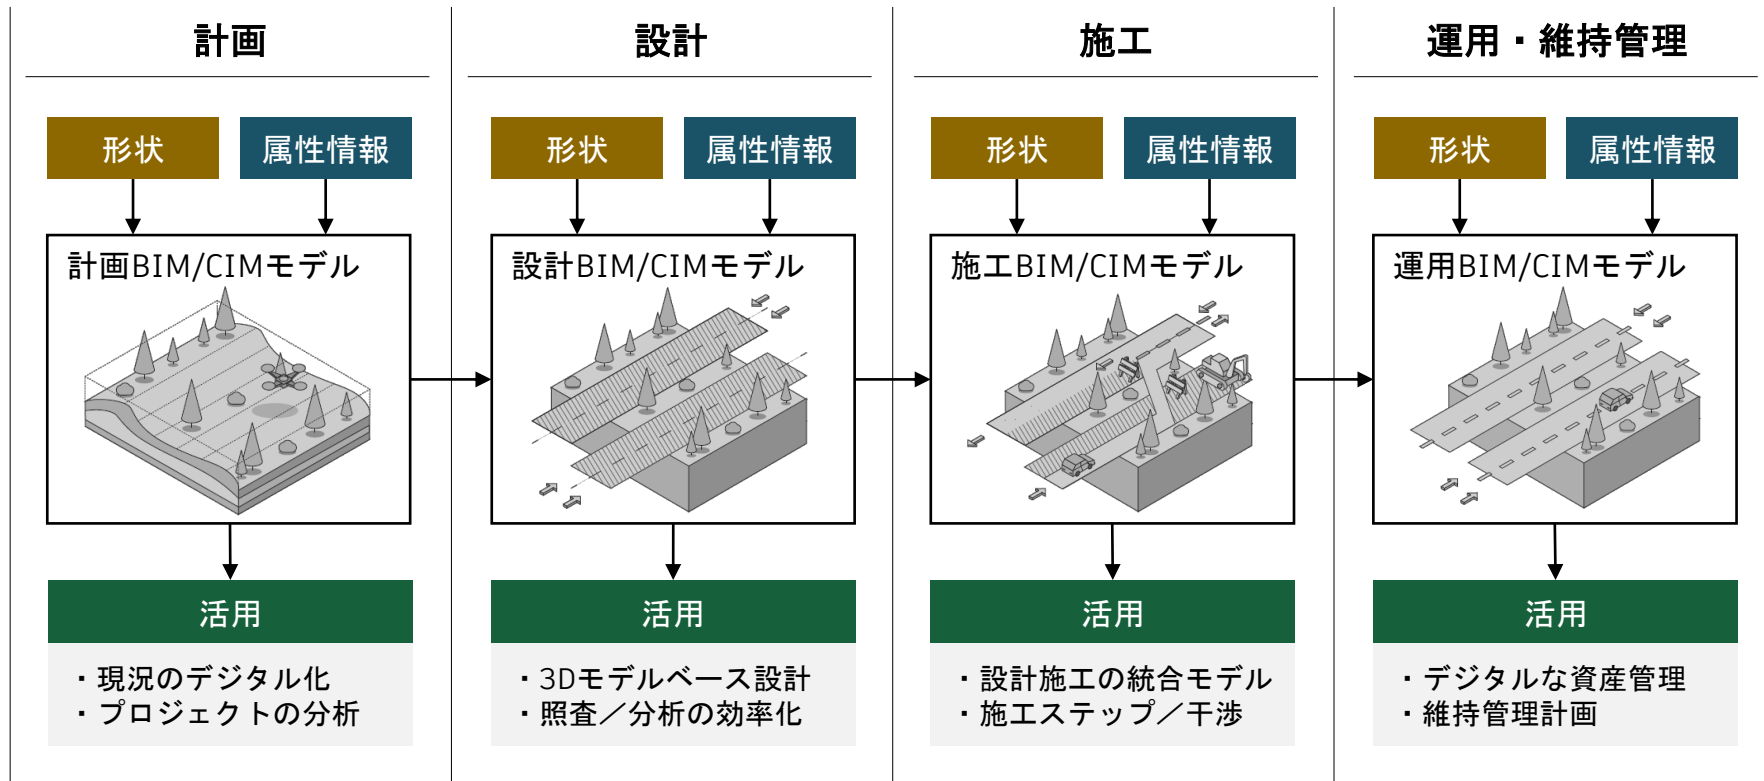 計画
設計
施工
運用・維持管理
形状
属性情報
形状
属性情報
形状
属性情報
形状
属性情報
計画BIM/CIMモデル
設計BIM/CIMモデル
施工BIM/CIMモデル
運用BIM/CIMモデル
活用
活用
活用
活用
・現況のデジタル化
・プロジェクトの分析
・3Dモデルベース設計
・照査／分析の効率化
・設計施工の統合モデル
・施工ステップ／干渉
・デジタルな資産管理
・維持管理計画